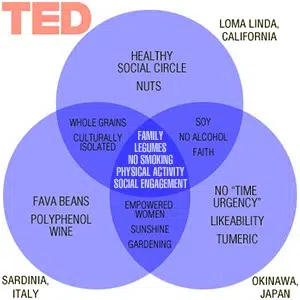 TED
LOMA LINDA,
CALIFORNIA
HEALTHY
SOCIAL CIRCLE
NUTS
WHOLE GRAINS
CULTURALLY
ISOLATED
FAMILY
LEGUMES
NO SMOKING
PHYSICAL ACTIVITY
SOCIAL ENGAGEMENT
SOY
NO ALCOHOL
FAITH
FAVA BEANS
POLYPHENOL
WINE
EMPOWERED
WOMEN
SUNSHINE
GARDENING
NO “TIME
URGENCY”
LIKEABILITY
TUMERIC
SARDINIA,
ITALY
OKINAWA,
JAPAN